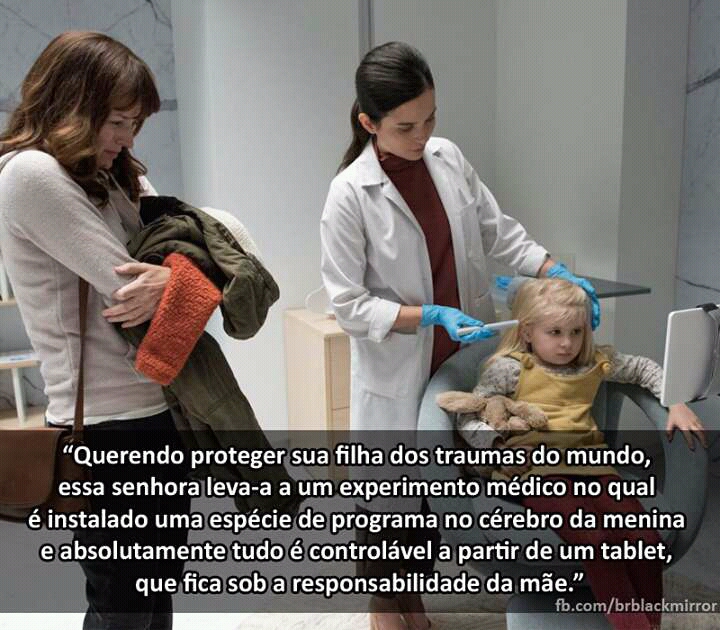 “Querendo proteger sua filha dos traumas do mundo,
essa senhora leva-a a um experimento médico no qual
é instalado uma espécie de programa no cérebro da menina
e absolutamente tudo é controlável a partir de um tablet,
que fica sob a responsabilidade da mãe.”
fb.com/brblackmirror